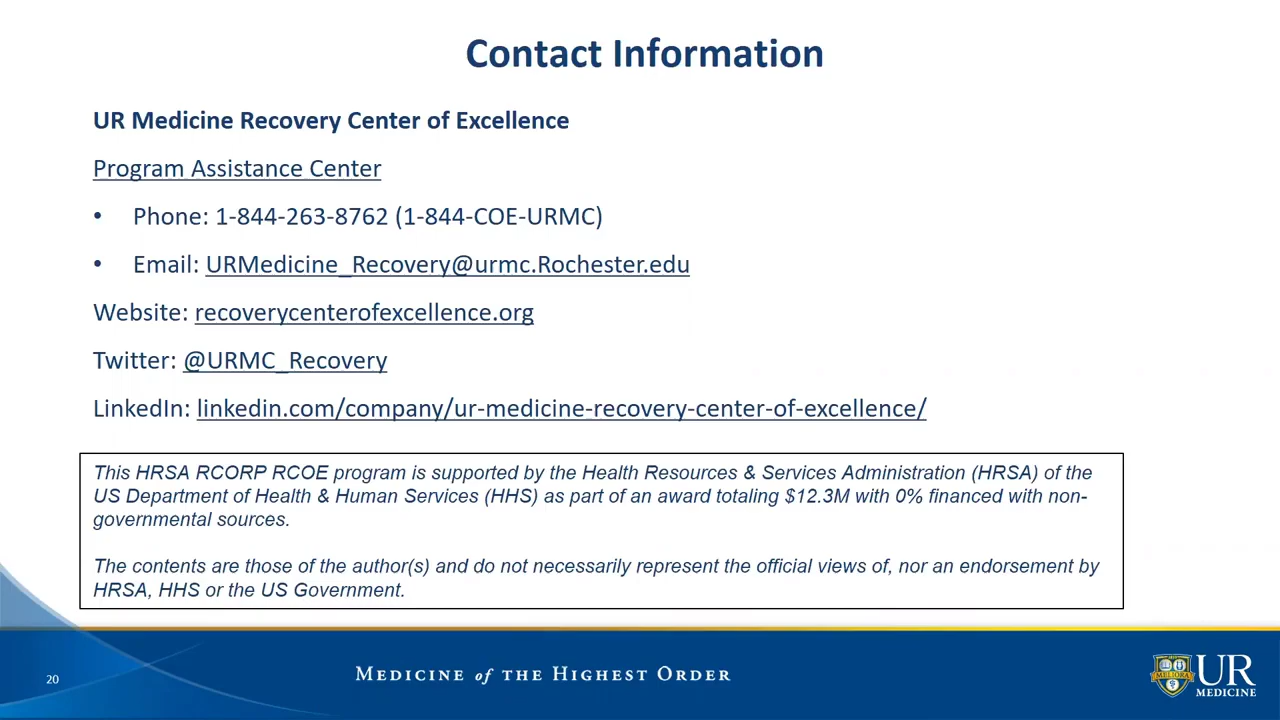 Contact Information
UR Medicine Recovery Center of Excellence
Program Assistance Center
• Phone: 1-844-263-8762 (1-844-COE-URMC)
• Email: URMedicine_Recovery@urmc.Rochester.edu
Website: recoverycenterofexcellence.org
Twitter: @URMC_Recovery
LinkedIn: linkedin.com/company/ur-medicine-recovery-center-of-excellence/
This HRSA RCORP RCOE program is supported by the Health Resources & Services Administration (HRSA) of the
US Department of Health & Human Services (HHS) as part of an award totaling $12.3M with 0% financed with non-
governmental sources.
The contents are those of the author(s) and do not necessarily represent the official views of, nor an endorsement by
HRSA, HHS or the US Government.
20
MEDICINE of THE HIGHEST ORDER
MELIORA
UR
MEDICINE